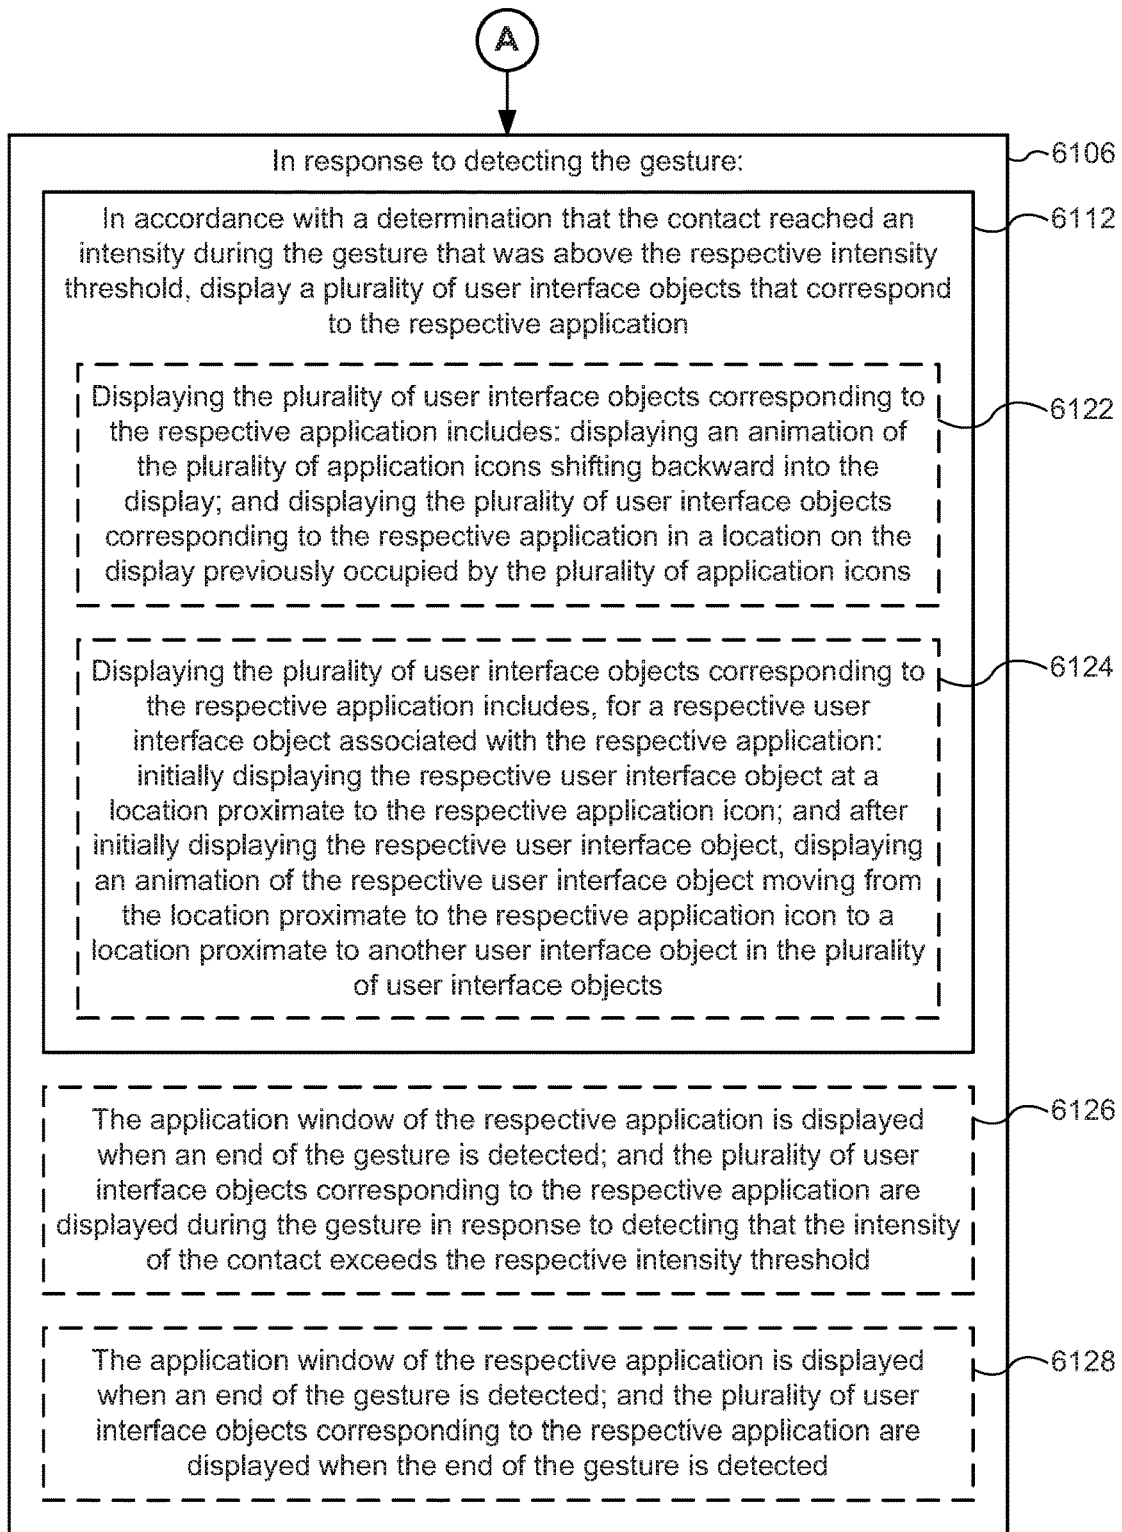 A
In response to detecting the gesture:
6106
In accordance with a determination that the contact reached an
intensity during the gesture that was above the respective intensity
threshold, display a plurality of user interface objects that correspond
to the respective application
6112
Displaying the plurality of user interface objects corresponding to
the respective application includes: displaying an animation of
the plurality of application icons shifting backward into the
display; and displaying the plurality of user interface objects
corresponding to the respective application in a location on the
display previously occupied by the plurality of application icons
6122
Displaying the plurality of user interface objects corresponding to
the respective application includes, for a respective user
interface object associated with the respective application:
initially displaying the respective user interface object at a
location proximate to the respective application icon; and after
initially displaying the respective user interface object, displaying
an animation of the respective user interface object moving from
the location proximate to the respective application icon to a
location proximate to another user interface object in the plurality
of user interface objects
6124
The application window of the respective application is displayed
when an end of the gesture is detected; and the plurality of user
interface objects corresponding to the respective application are
displayed during the gesture in response to detecting that the intensity
of the contact exceeds the respective intensity threshold
6126
The application window of the respective application is displayed
when an end of the gesture is detected; and the plurality of user
interface objects corresponding to the respective application are
displayed when the end of the gesture is detected
6128